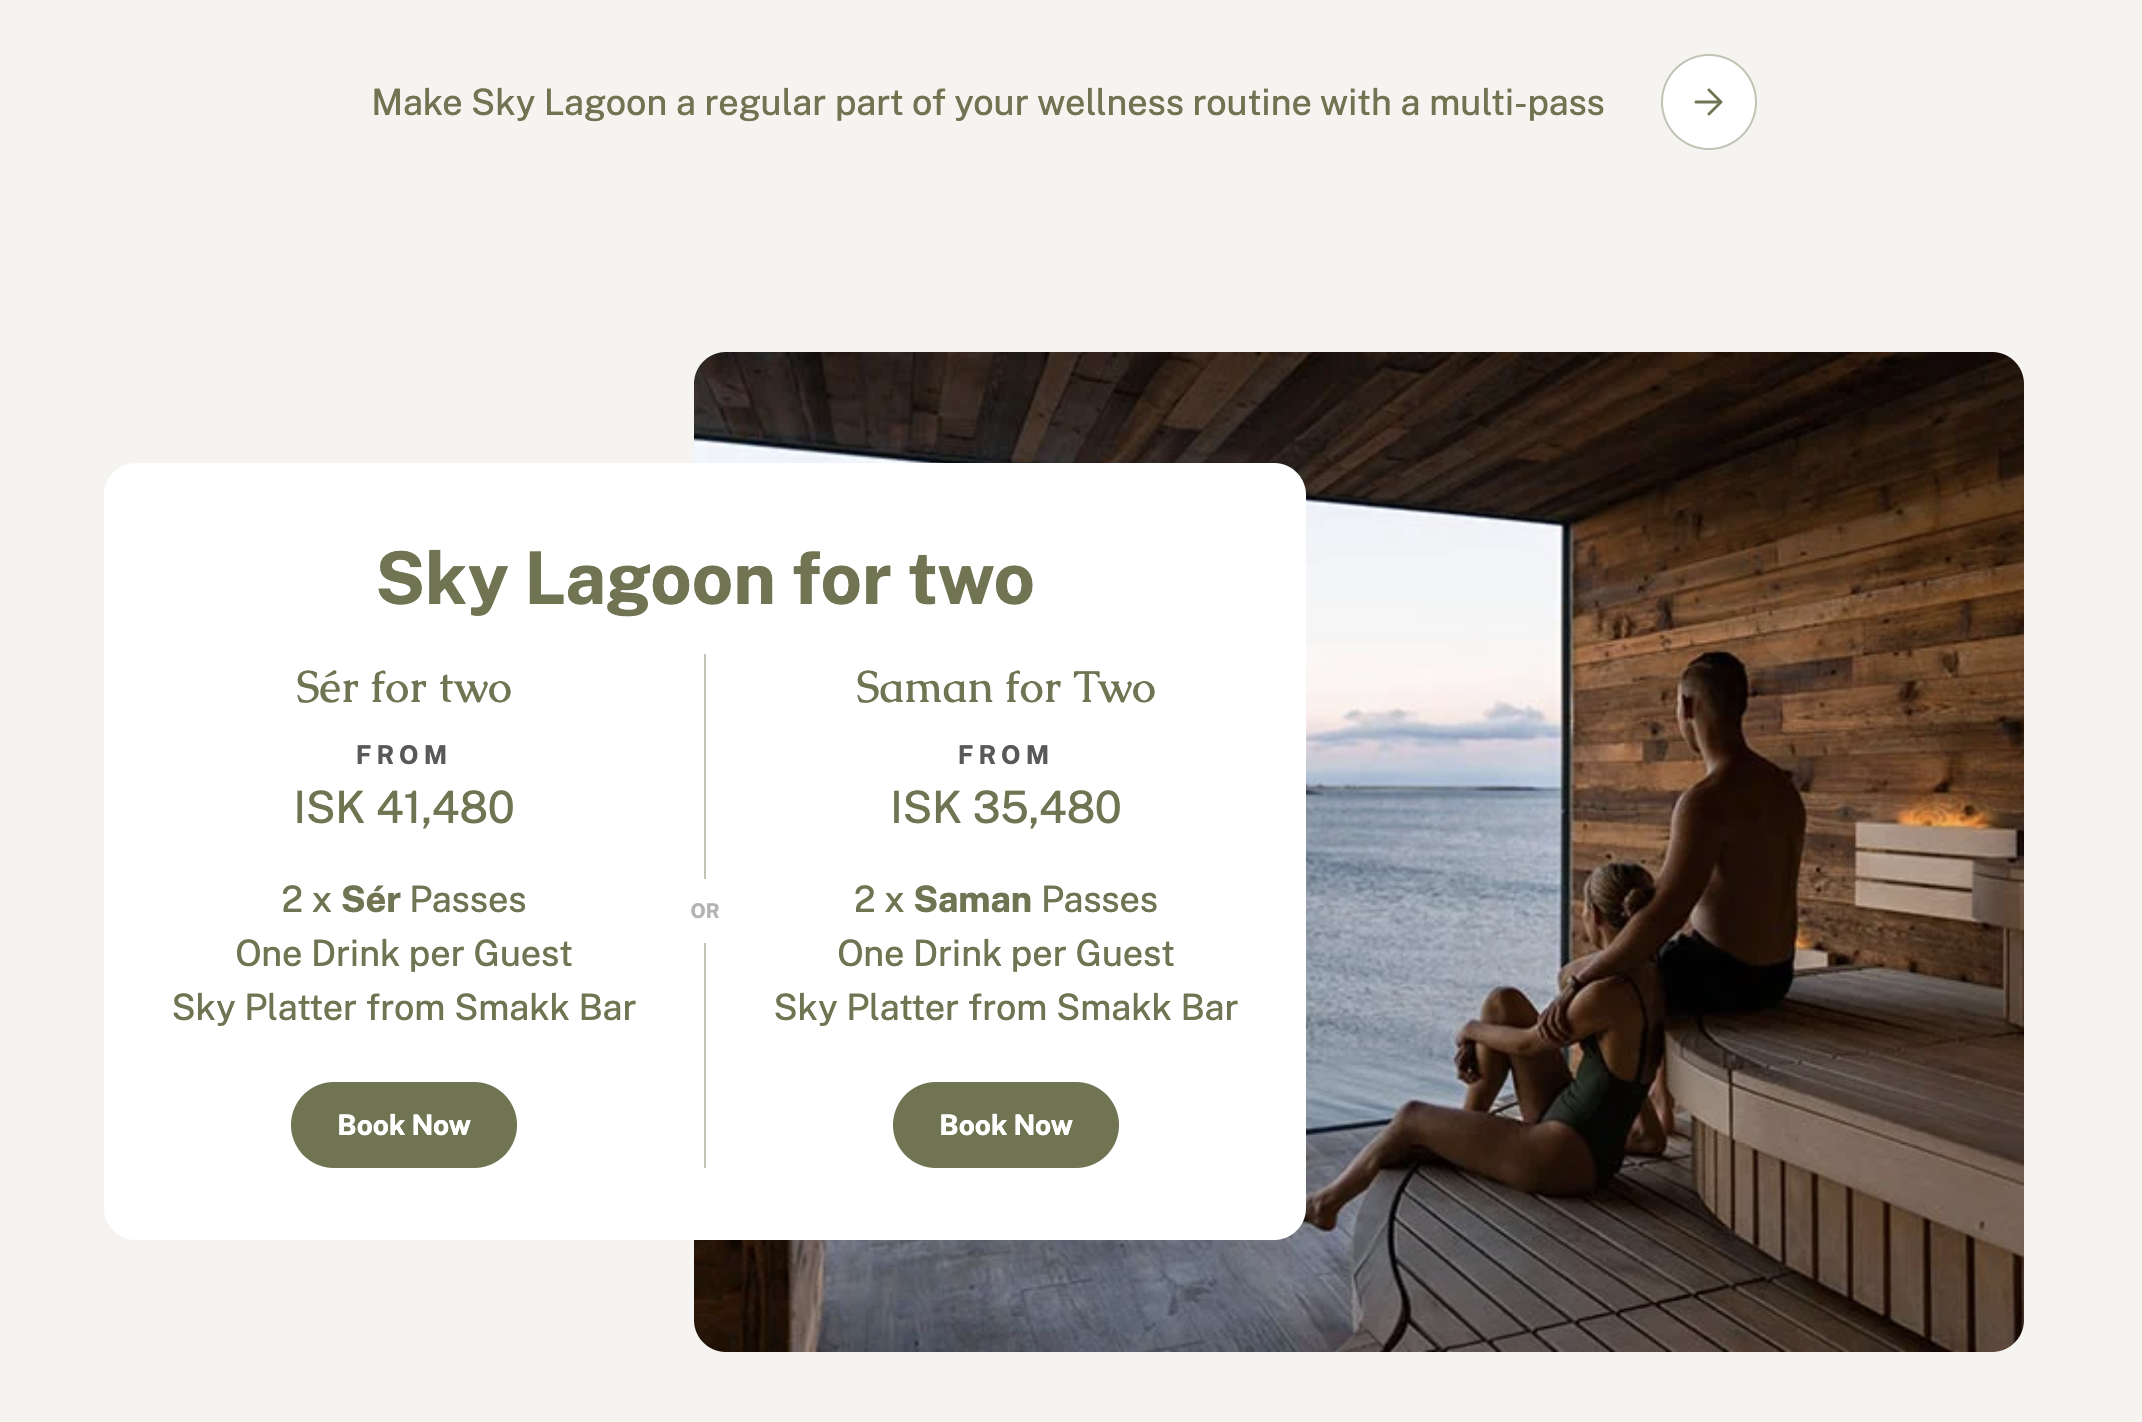 Make Sky Lagoon a regular part of your wellness routine with a multi-pass
Sky Lagoon for two
Sér for two
FROM
ISK 41,480
2 x Sér Passes
One Drink per Guest
Sky Platter from Smakk Bar
Book Now
OR
Saman for Two
FROM
ISK 35,480
2 x Saman Passes
One Drink per Guest
Sky Platter from Smakk Bar
Book Now